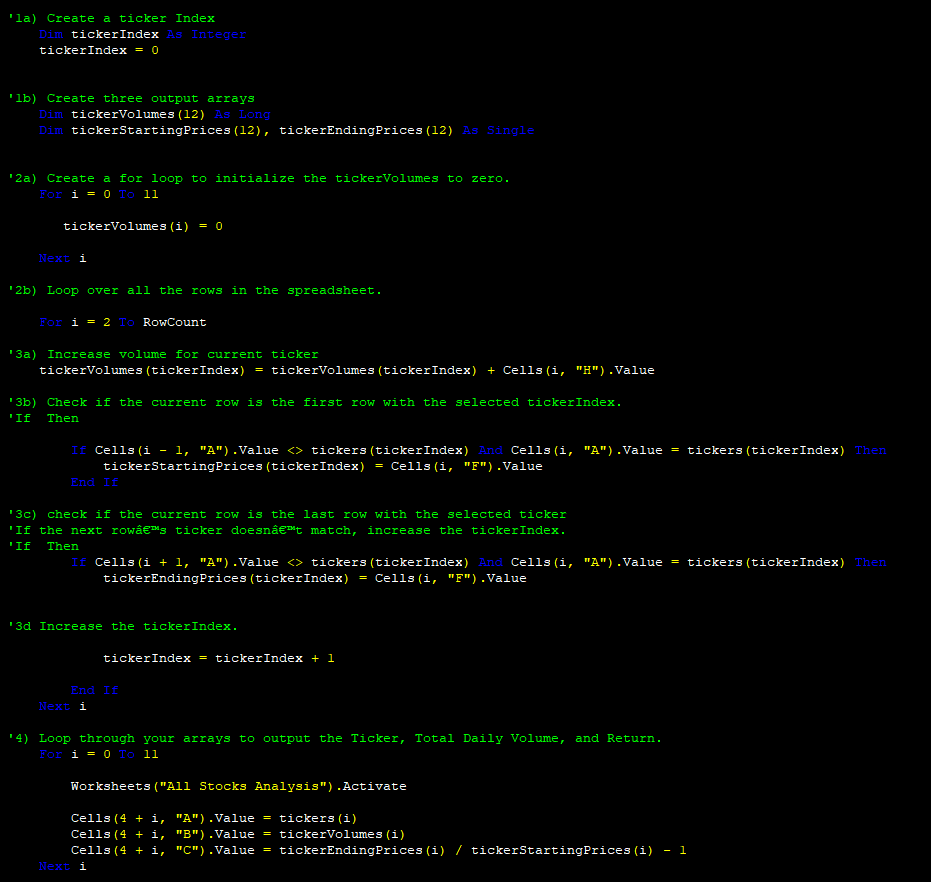 '1a) Create a ticker Index
Dim tickerIndex As Integer
tickerIndex = 0
'1b) Create three output arrays
Dim tickerVolumes(12) As Long
Dim tickerStartingPrices(12), tickerEndingPrices(12) As Single
'2a) Create a for loop to initialize the tickerVolumes to zero.
For i = 0 To 11
tickerVolumes(i) = 0
Next i
'2b) Loop over all the rows in the spreadsheet.
For i = 2 To RowCount
'3a) Increase volume for current ticker
tickerVolumes(tickerIndex) = tickerVolumes(tickerIndex) + Cells(i, "H").Value
'3b) Check if the current row is the first row with the selected tickerIndex.
'If  Then
If Cells(i - 1, "A").Value <> tickers(tickerIndex) And Cells(i, "A").Value = tickers(tickerIndex) Then
tickerStartingPrices(tickerIndex) = Cells(i, "F").Value
End If
'3c) check if the current row is the last row with the selected ticker
'If the next rowâ€™s ticker doesnâ€™t match, increase the tickerIndex.
'If  Then
If Cells(i + 1, "A").Value <> tickers(tickerIndex) And Cells(i, "A").Value = tickers(tickerIndex) Then
tickerEndingPrices(tickerIndex) = Cells(i, "F").Value
'3d Increase the tickerIndex.
tickerIndex = tickerIndex + 1
End If
Next i
'4) Loop through your arrays to output the Ticker, Total Daily Volume, and Return.
For i = 0 To 11
Worksheets("All Stocks Analysis").Activate
Cells(4 + i, "A").Value = tickers(i)
Cells(4 + i, "B").Value = tickerVolumes(i)
Cells(4 + i, "C").Value = tickerEndingPrices(i) / tickerStartingPrices(i) - 1
Next i